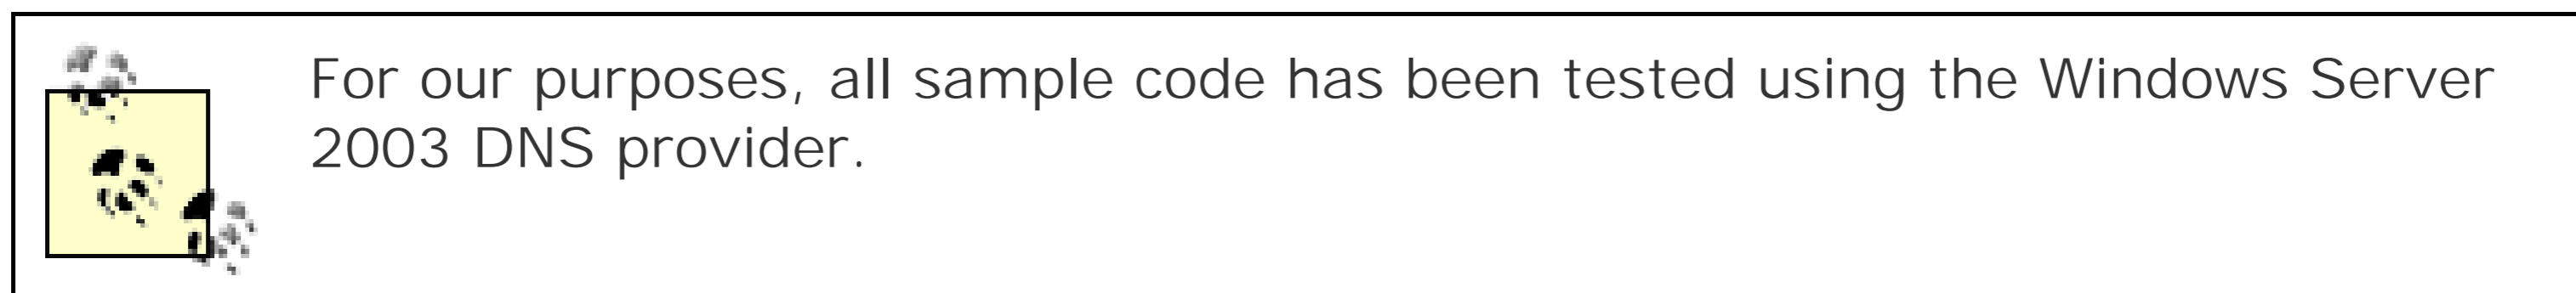 For our purposes, all sample code has been tested using the Windows Server
2003 DNS provider.